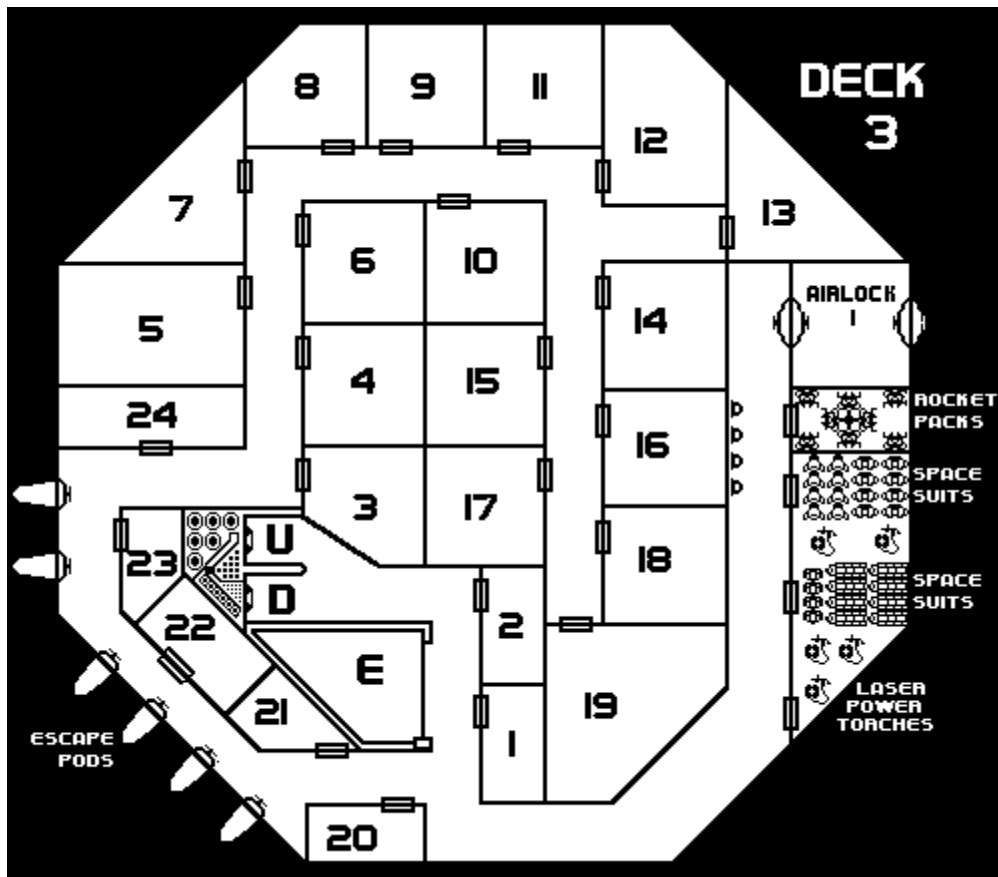 DECK
3
8
9
11
12
7
13
6
10
5
14
AIRLOCK
1
4
15
24
16
ROCKET
PACKS
3
17
SPACE
SUITS
U
23
18
D
SPACE
SUITS
22
2
E
21
19
LASER
POWER
TORCHES
ESCAPE
PODS
1
20